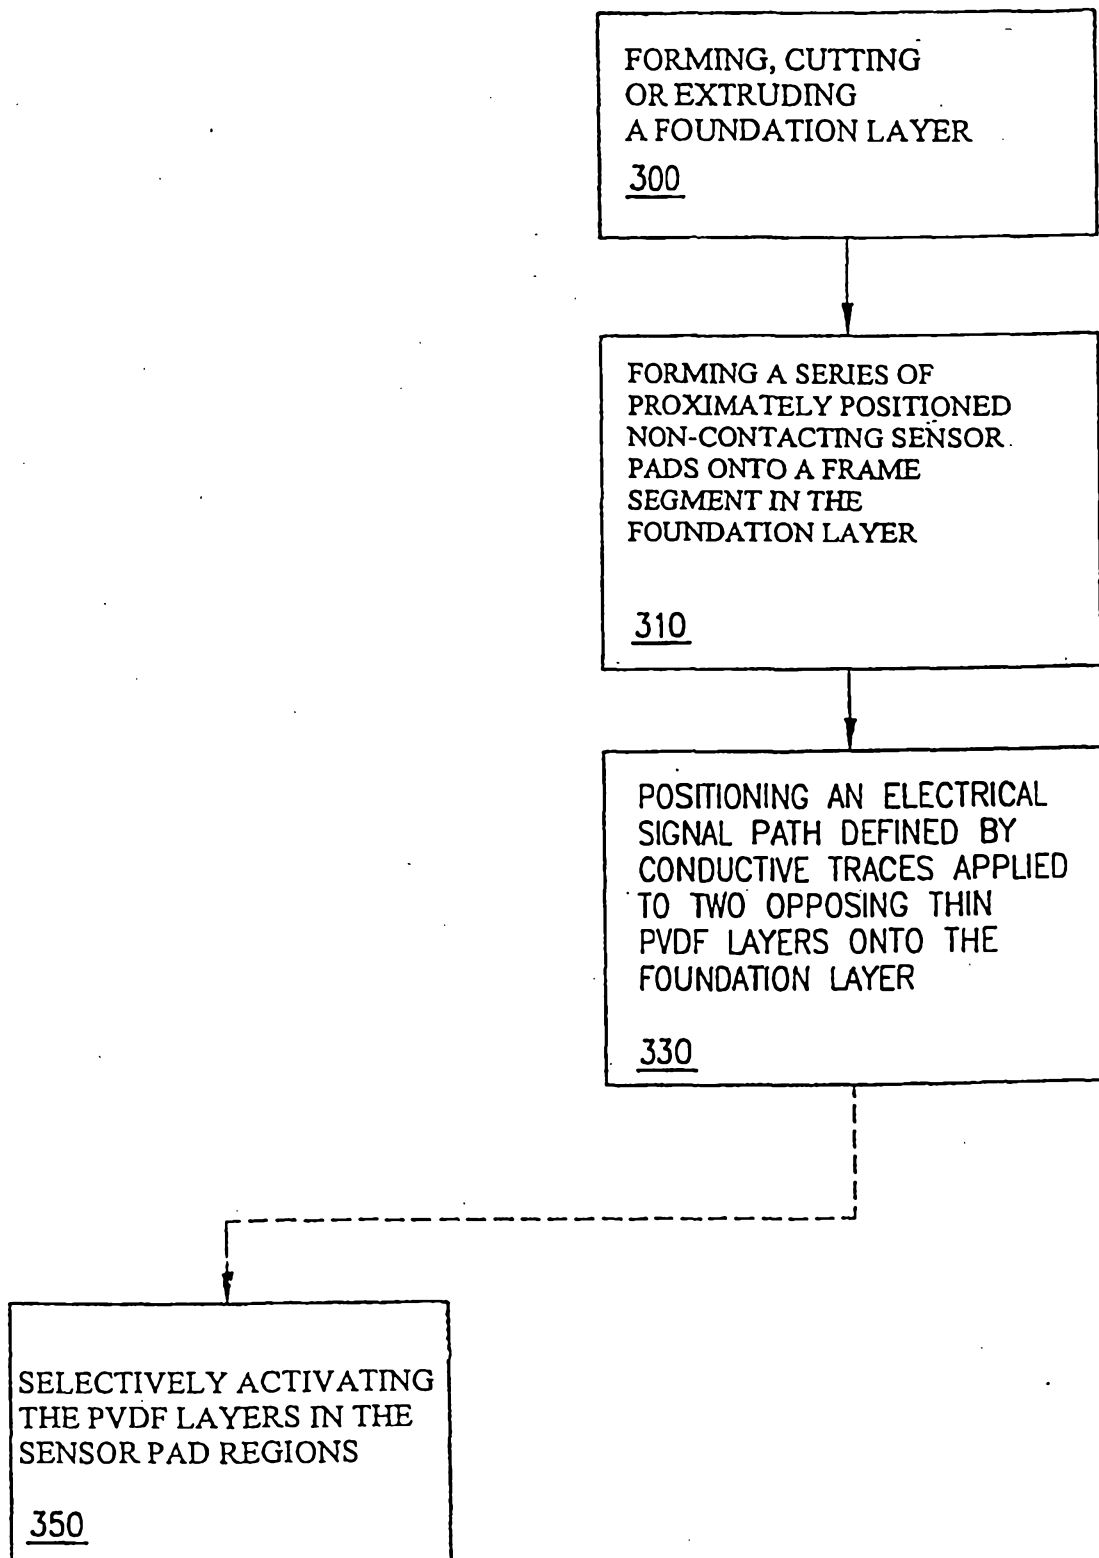 FORMING, CUTTING
OR EXTRUDING
A FOUNDATION LAYER
300
FORMING A SERIES OF
PROXIMATELY POSITIONED
NON-CONTACTING SENSOR
PADS ONTO A FRAME
SEGMENT IN THE
FOUNDATION LAYER
310
POSITIONING AN ELECTRICAL
SIGNAL PATH DEFINED BY
CONDUCTIVE TRACES APPLIED
TO TWO OPPOSING THIN
PVDF LAYERS ONTO THE
FOUNDATION LAYER
330
SELECTIVELY ACTIVATING
THE PVDF LAYERS IN THE
SENSOR PAD REGIONS
350